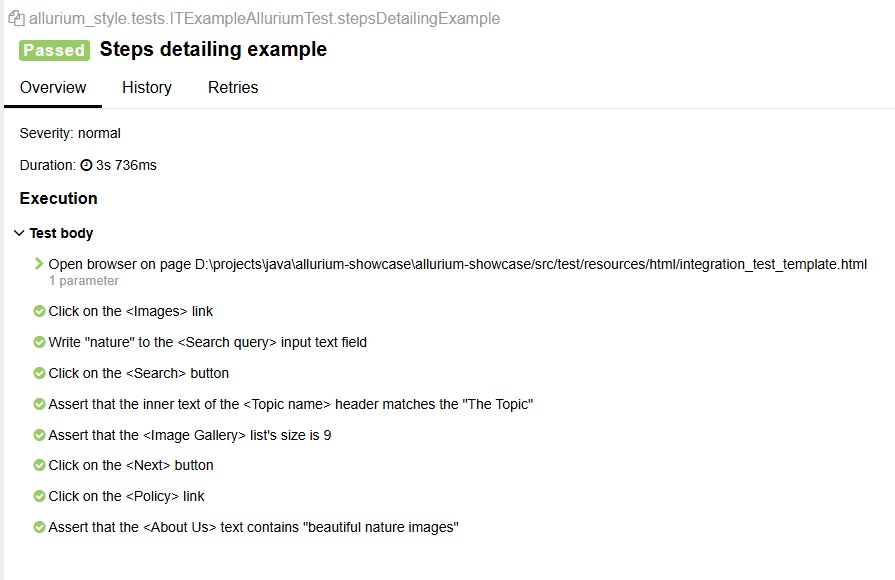 allurium_style.tests.ITExampleAlluriumTest.stepsDetailingExample
Passed Steps detailing example
Overview History Retries
Severity: normal
Duration: 3s 736ms
Execution
Test body
Open browser on page D:\projects\java\allurium-showcase\allurium-showcase/src/test/resources/html/integration_test_template.html
1 parameter
Click on the <Images> link
Write "nature" to the <Search query> input text field
Click on the <Search> button
Assert that the inner text of the <Topic name> header matches the "The Topic"
Assert that the <Image Gallery> list's size is 9
Click on the <Next> button
Click on the <Policy> link
Assert that the <About Us> text contains "beautiful nature images"